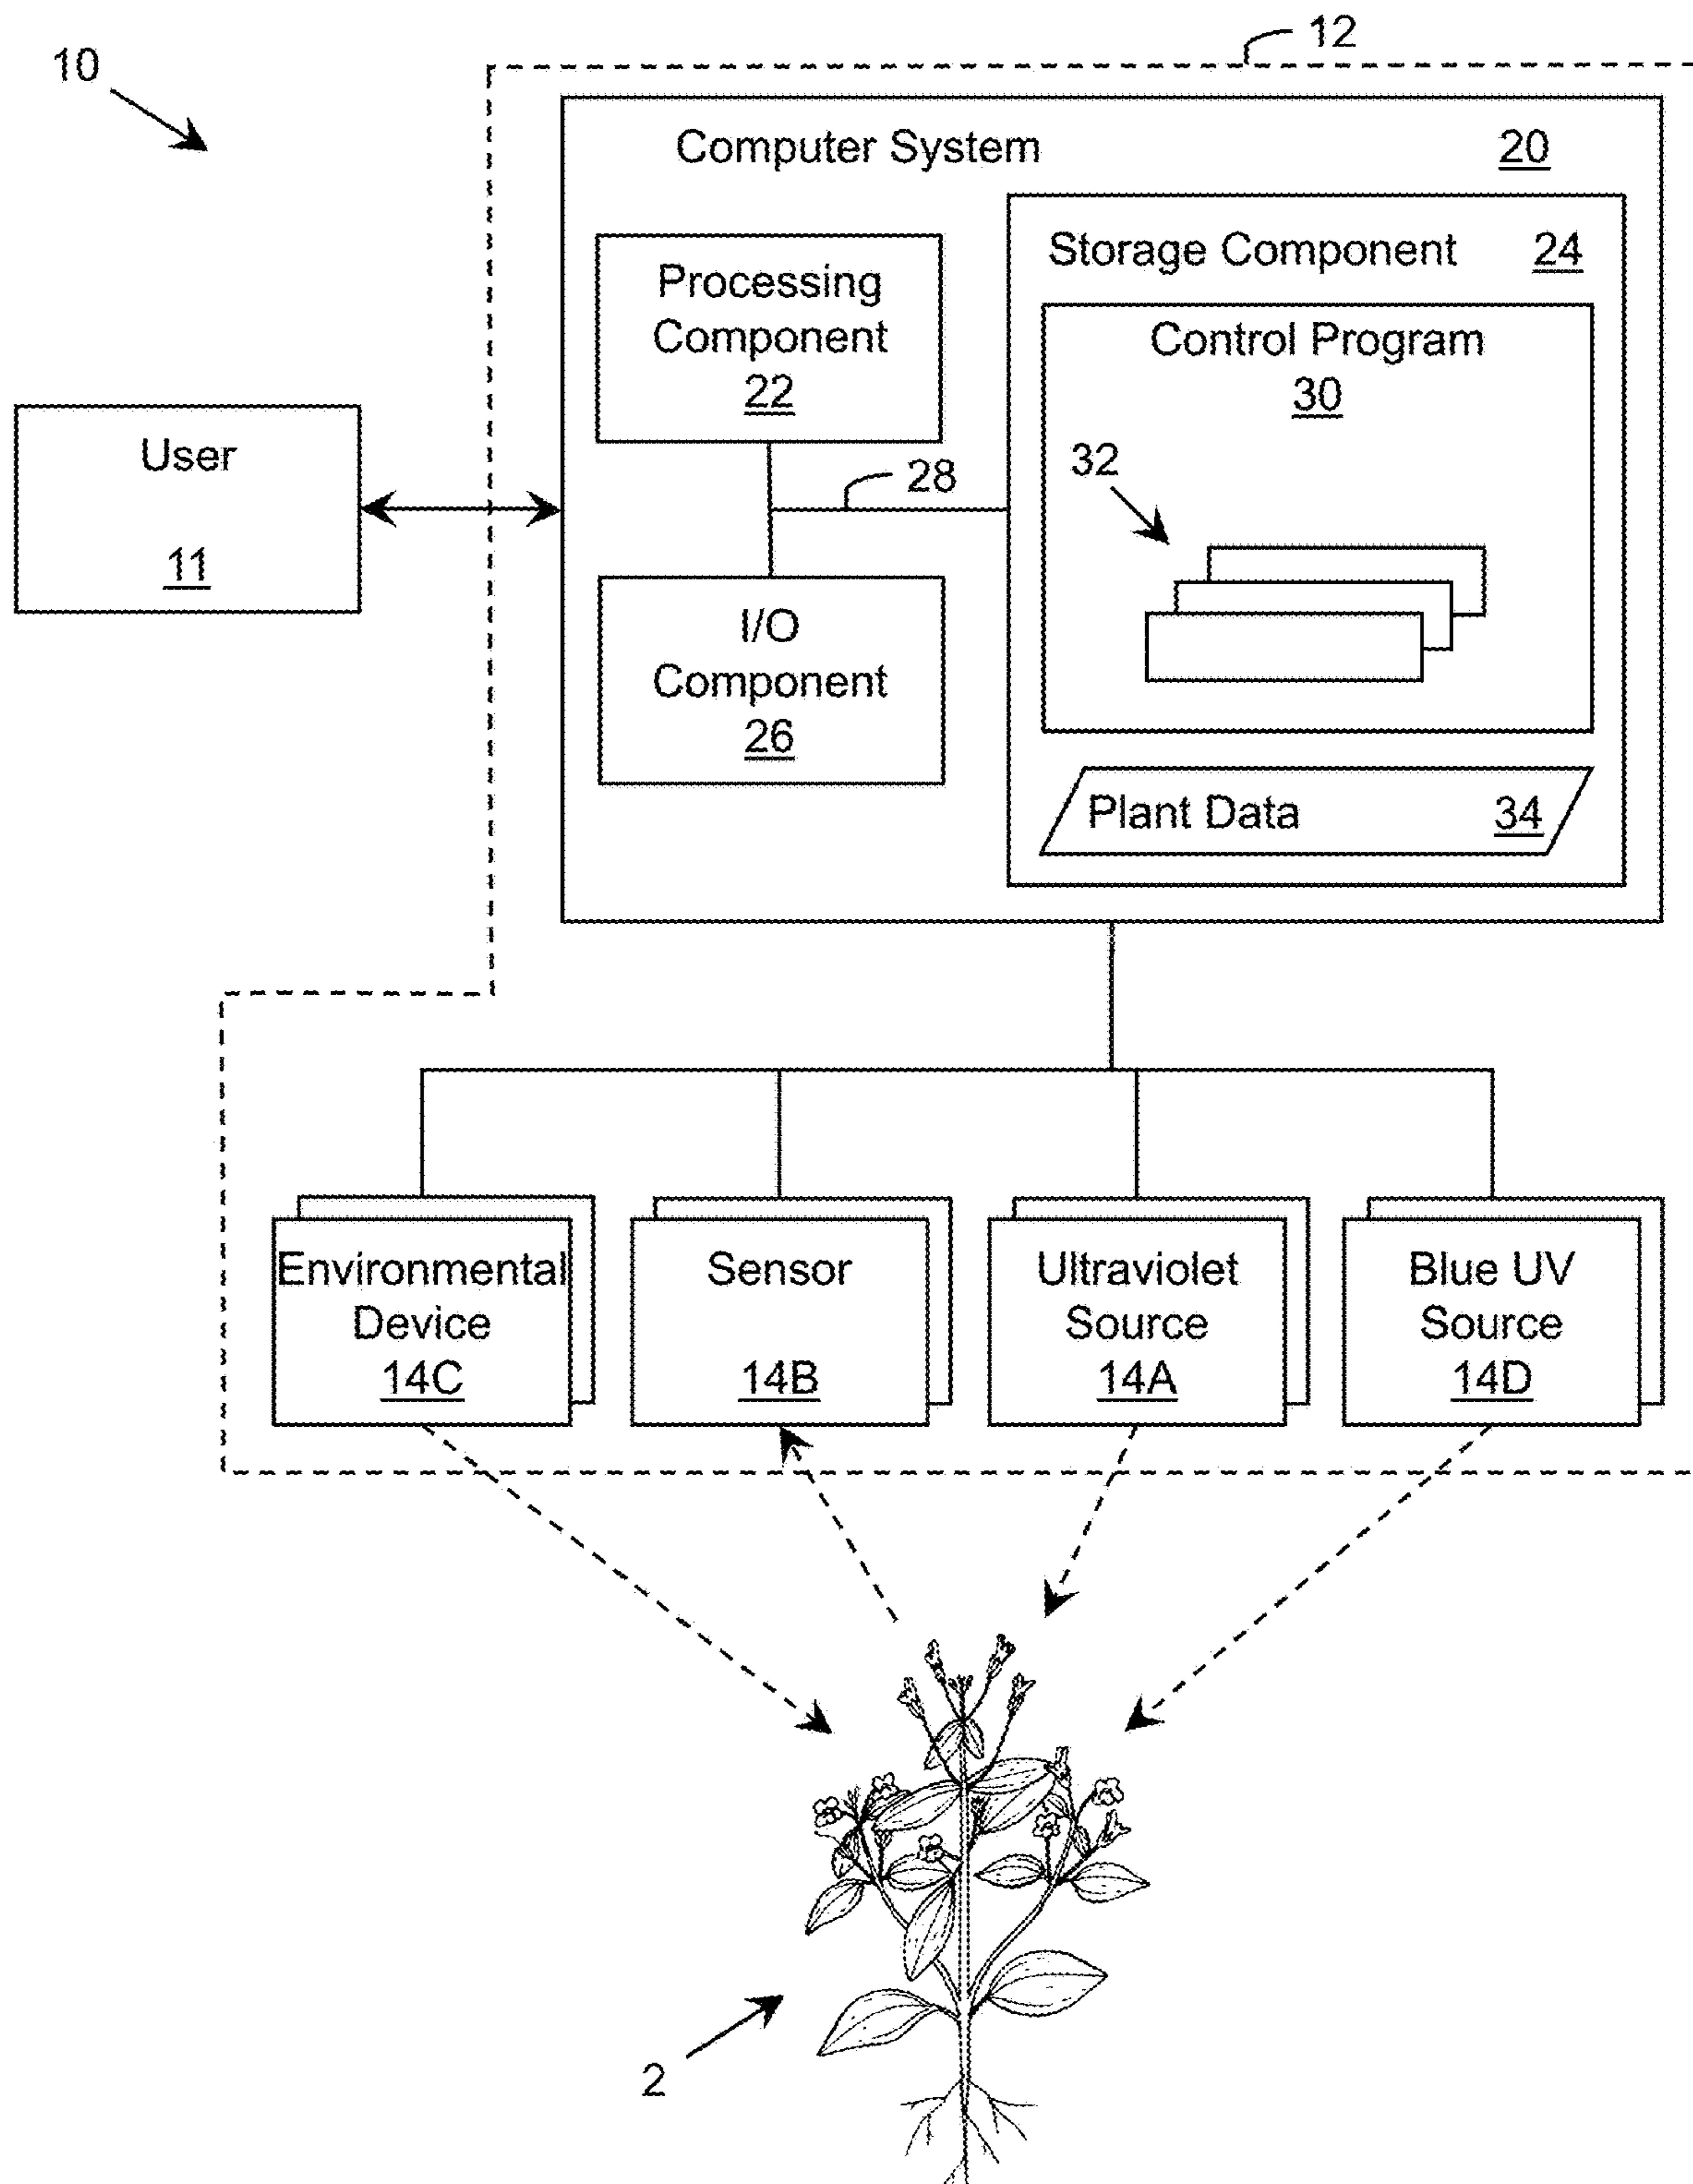 12
10
Computer System 20
Storage Component 24
Processing
Component
22
Control Program
30
User
11
28
32
I/O
Component
26
Plant Data 34
Environmental
Device
14C
Sensor
14B
Ultraviolet
Source
14A
Blue UV
Source
14D
2